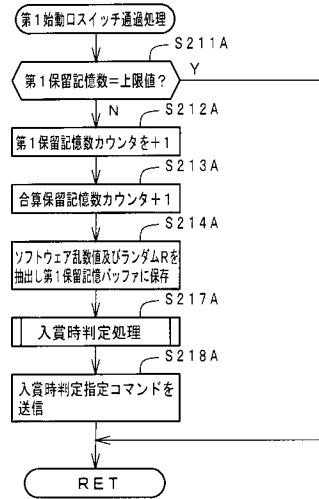 第1始動口スイッチ通過処理
S211A
第1保留記憶数=上限値?
Y
N
S212A
第1保留記憶数カウンタを+1
S213A
合算保留記憶数カウンタ+1
S214A
ソフトウェア乱数値及びランダムRを
抽出し第1保留記憶バッファに保存
S217A
入賞時判定処理
S218A
入賞時判定指定コマンドを
送信
RET